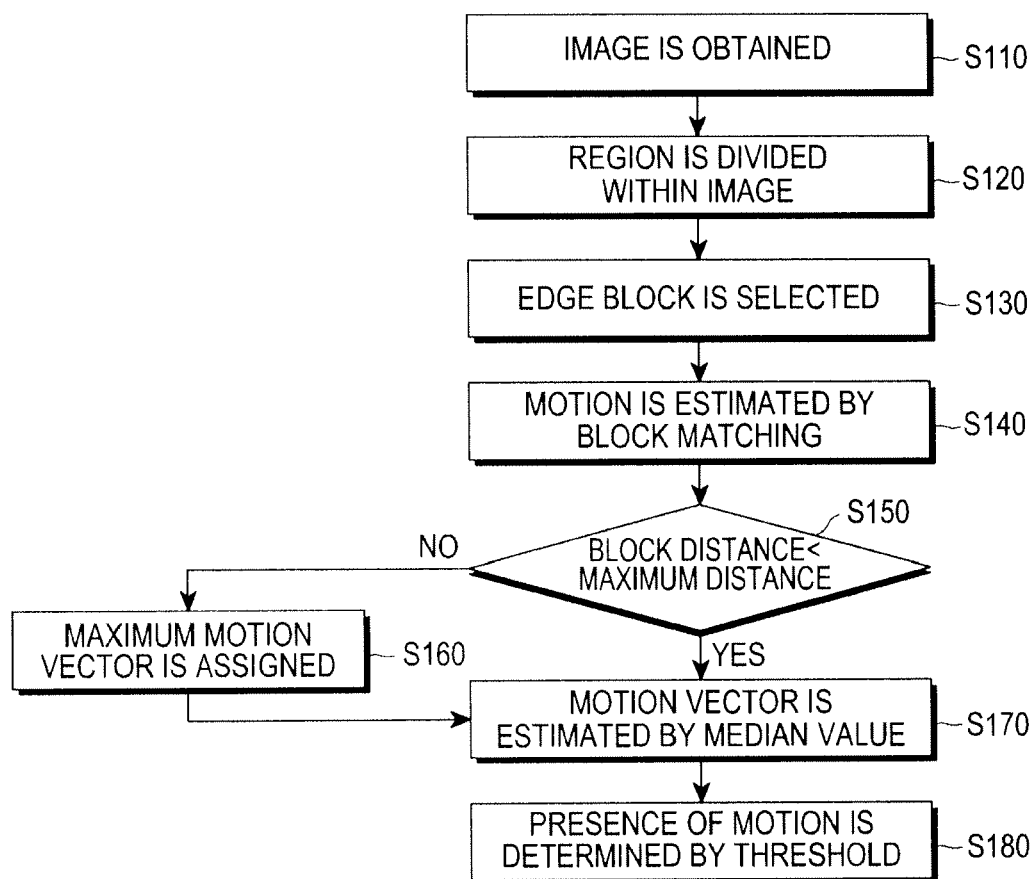 IMAGE IS OBTAINED
S110
REGION IS DIVIDED
WITHIN IMAGE
S120
EDGE BLOCK IS SELECTED
S130
MOTION IS ESTIMATED BY
BLOCK MATCHING
S140
S150
BLOCK DISTANCE<
MAXIMUM DISTANCE
NO
YES
MAXIMUM MOTION
VECTOR IS ASSIGNED
S160
MOTION VECTOR IS
ESTIMATED BY MEDIAN VALUE
S170
PRESENCE OF MOTION IS
DETERMINED BY THRESHOLD
S180